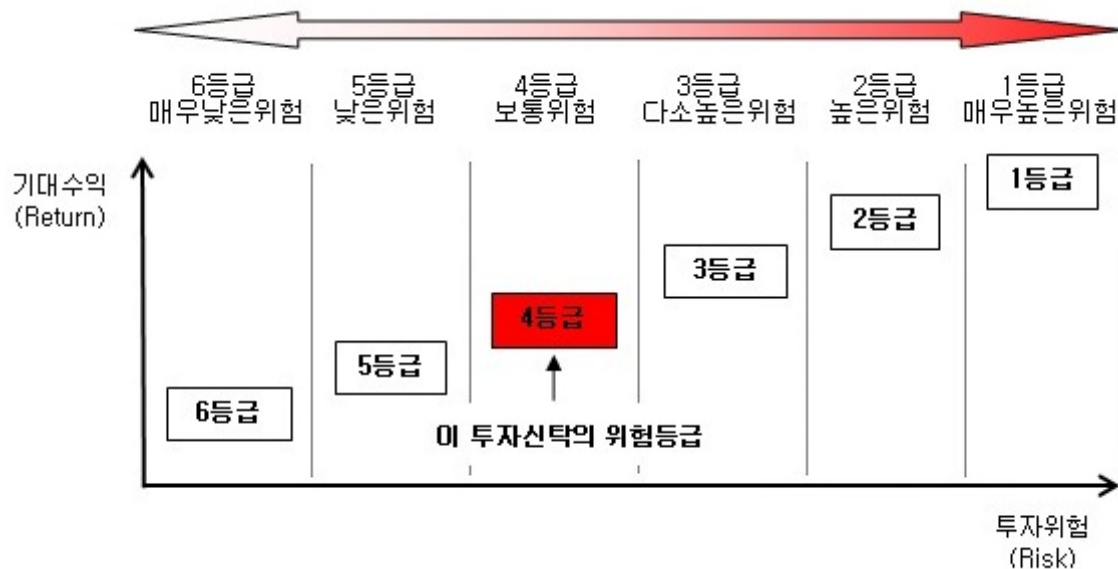 6등급 5등급 4등급 3등급 2등급 1등급
매우낮은위험 낮은위험 보통위험 다소높은위험 높은위험 매우높은위험
기대수익
(Return)
1등급
2등급
3등급
4등급
5등급
6등급
이 투자신탁의 위험등급
투자위험
(Risk)